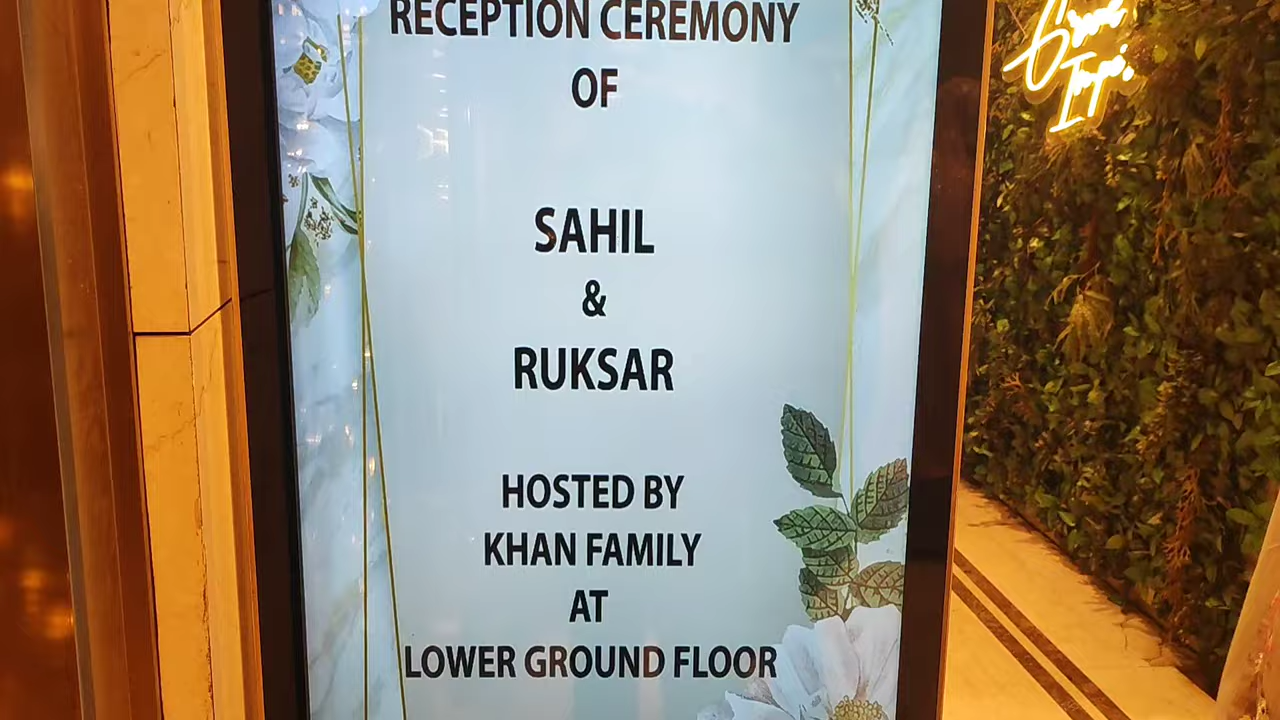 RECEPTION CEREMONY
OF
SAHIL
&
RUKSAR
HOSTED BY
KHAN FAMILY
AT
LOWER GROUND FLOOR